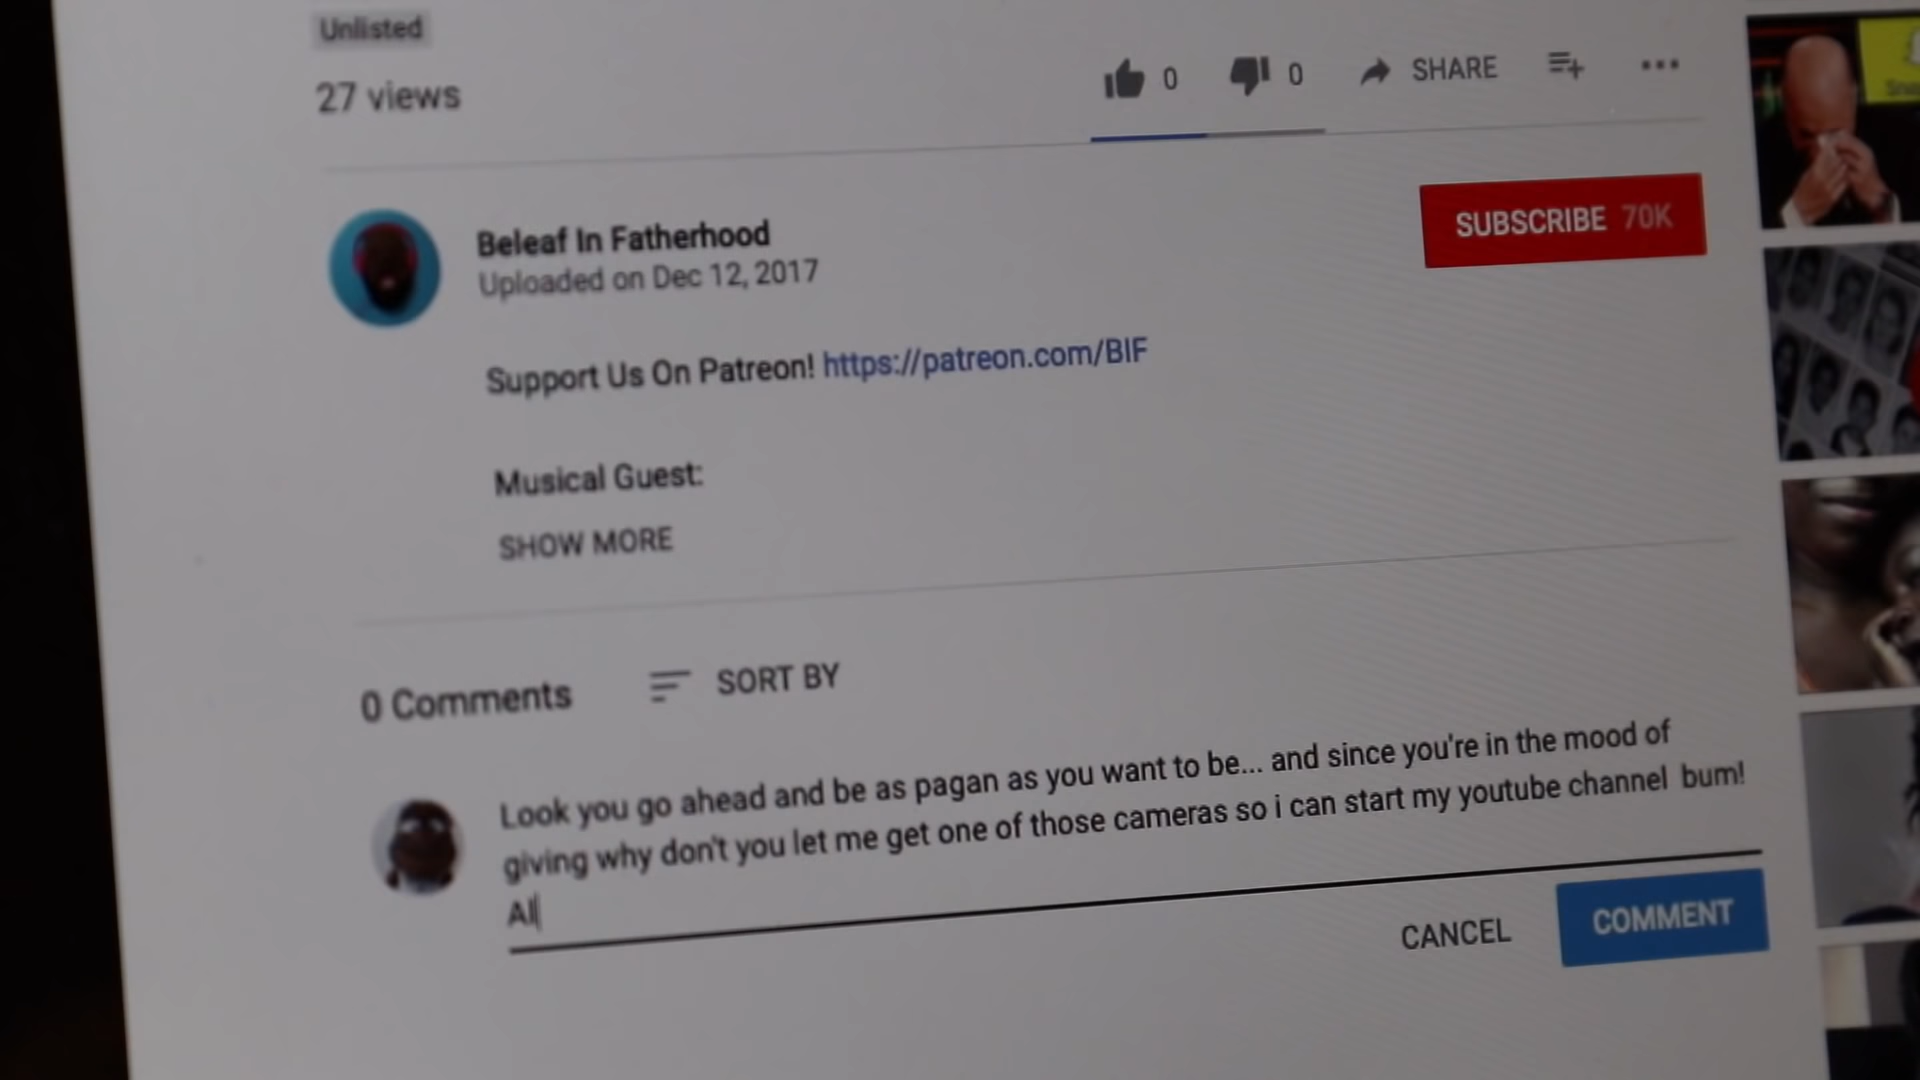 Unlisted
27 views
0 0 SHARE
Beleaf In Fatherhood
Uploaded on Dec 12, 2017
SUBSCRIBE 70K
Support Us On Patreon! https://patreon.com/BIF
Musical Guest:
SHOW MORE
0 Comments SORT BY
Look you go ahead and be as pagan as you want to be... and since you're in the mood of
giving why don't you let me get one of those cameras so i can start my youtube channel bum!
Al
CANCEL COMMENT